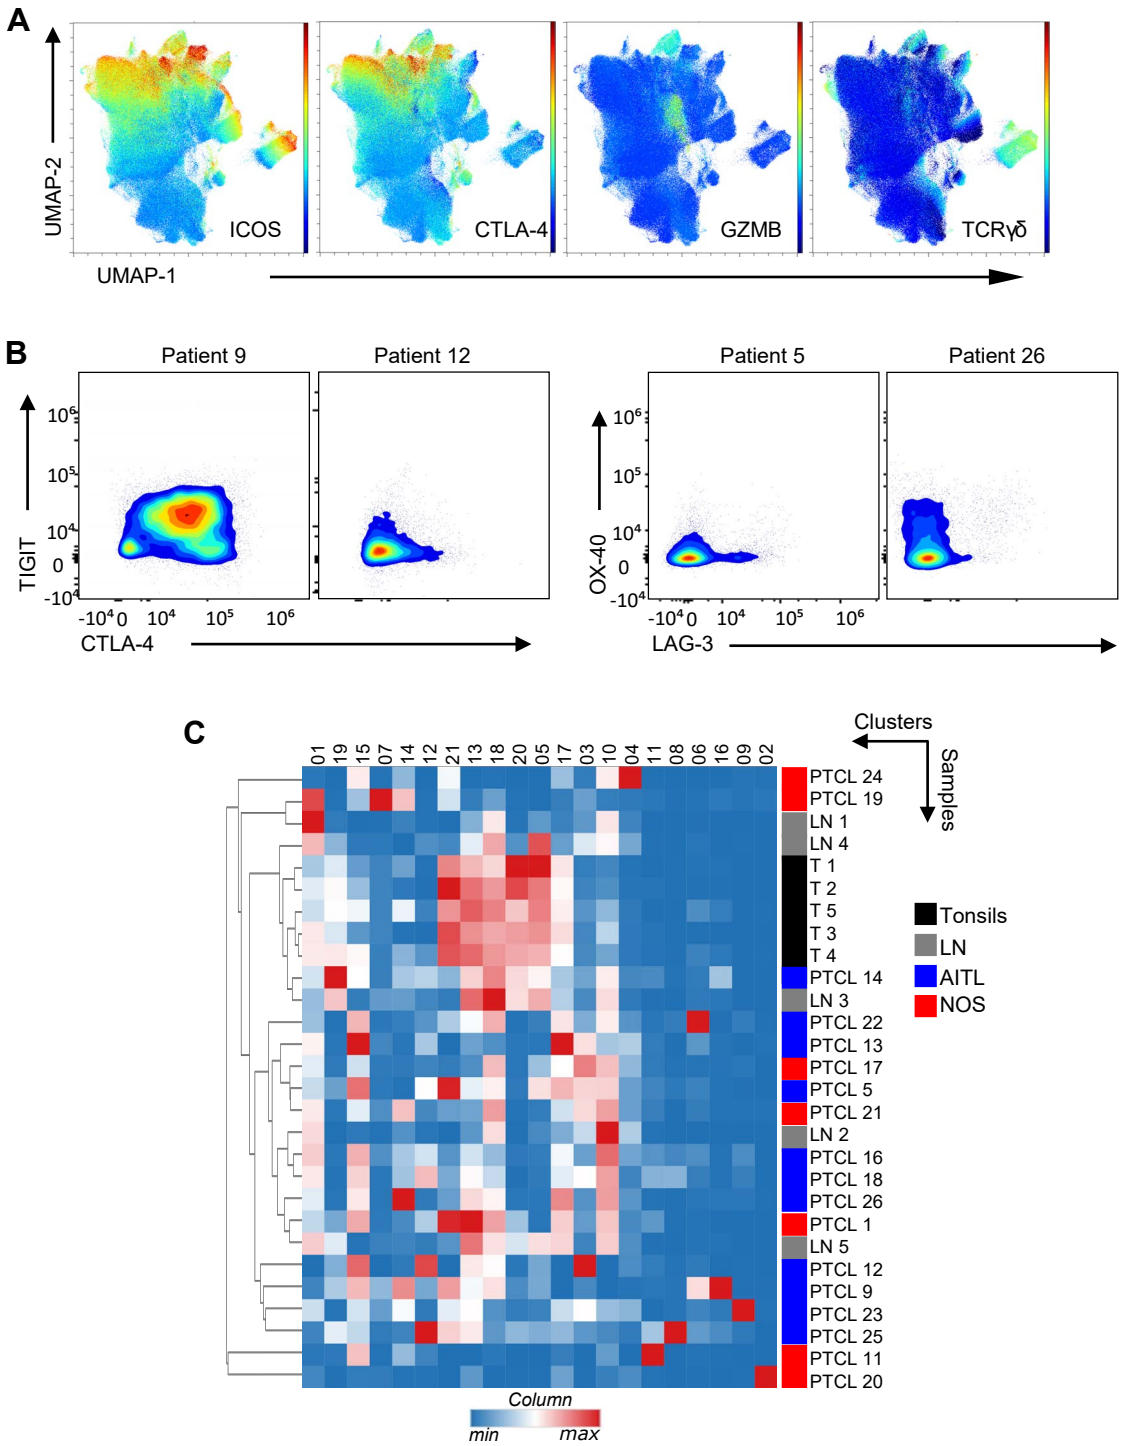 A
UMAP-2
ICOS
CTLA-4
GZMB
TCRγδ
UMAP-1
B
Patient 9
Patient 12
Patient 5
Patient 26
TIGIT
10⁶
10⁵
10⁴
0
-10⁴
-10⁴ 0 10⁴ 10⁵ 10⁶
CTLA-4
OX-40
10⁶
10⁵
10⁴
0
-10⁴
-10⁴ 0 10⁴ 10⁵ 10⁶
LAG-3
C
Clusters
Samples
01 19 15 07 14 12 21 13 18 20 05 17 03 10 04 11 08 06 16 09 02
PTCL 24
PTCL 19
LN 1
LN 4
T 1
T 2
T 5
T 3
T 4
PTCL 14
LN 3
PTCL 22
PTCL 13
PTCL 17
PTCL 5
PTCL 21
LN 2
PTCL 16
PTCL 18
PTCL 26
PTCL 1
LN 5
PTCL 12
PTCL 9
PTCL 23
PTCL 25
PTCL 11
PTCL 20
Tonsils
LN
AITL
NOS
Column
min max